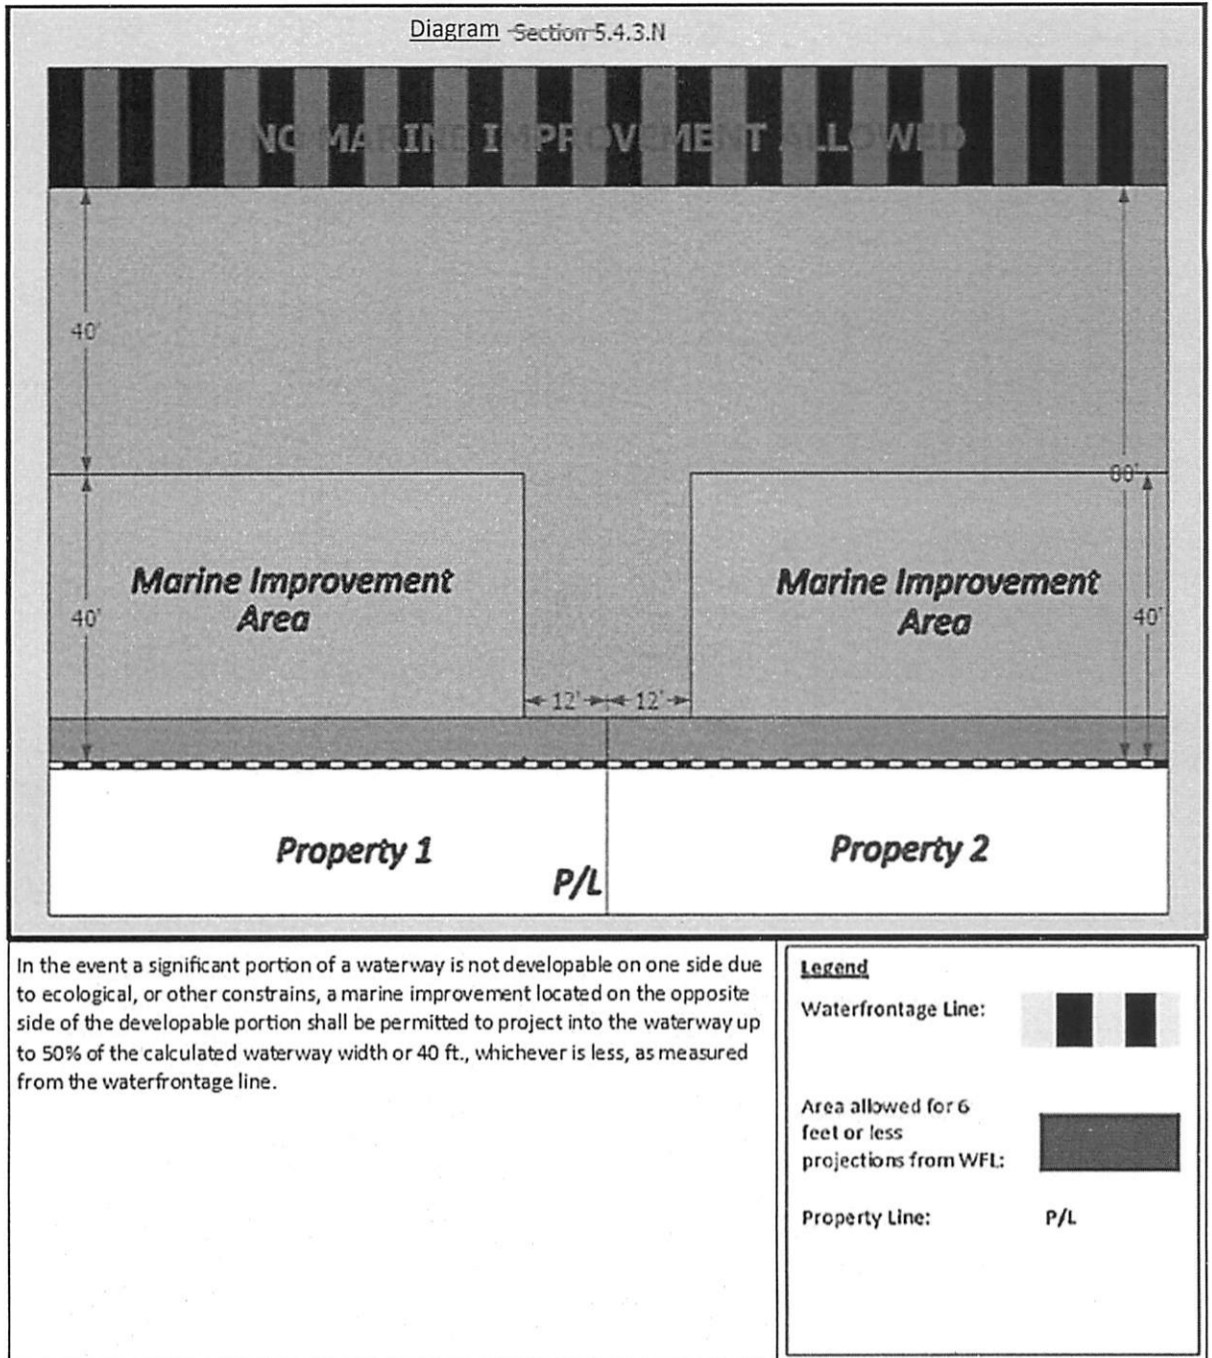 Diagram Section 5.4.3.N
NO MARINE IMPROVEMENT ALLOWED
40'
80'
Marine Improvement
Area
Marine Improvement
Area
40'
40'
12' 12'
Property 1
Property 2
P/L
In the event a significant portion of a waterway is not developable on one side due
to ecological, or other constrains, a marine improvement located on the opposite
side of the developable portion shall be permitted to project into the waterway up
to 50% of the calculated waterway width or 40 ft., whichever is less, as measured
from the waterfrontage line.
Legend
Waterfrontage Line:
Area allowed for 6
feet or less
projections from WFL:
Property Line: P/L